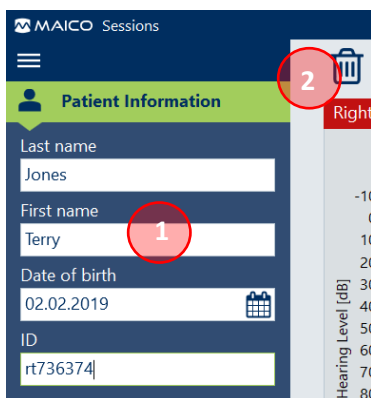 MAICO Sessions
Patient Information
Last name
Jones
First name
Terry
Date of birth
02.02.2019
ID
rt736374
1
2
Right
Hearing Level [dB]
0
10
20
30
40
50
60
70
80